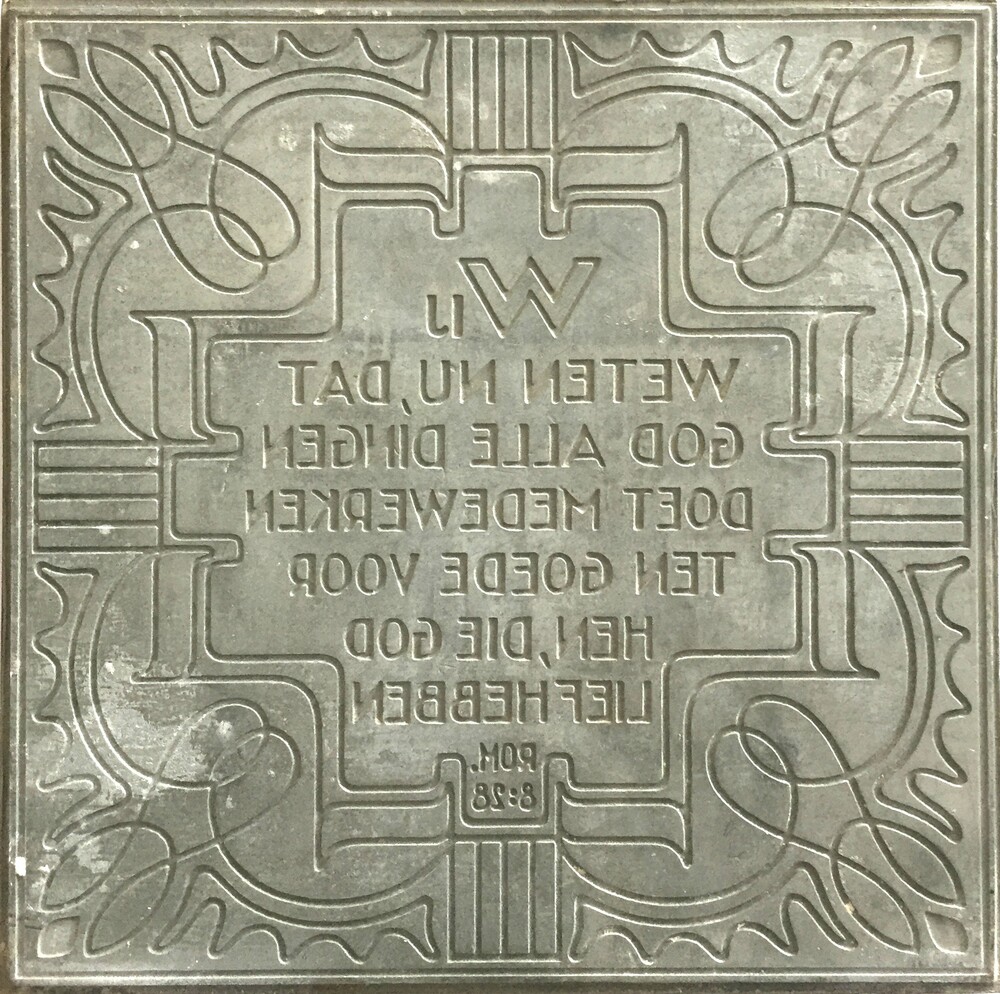 WIJ
WETEN NU, DAT
GOD ALLE DINGEN
DOET MEDEWERKEN
TEN GOEDE VOOR
HEN, DIE GOD
LIEFHEBBEN
ROM.
8:28